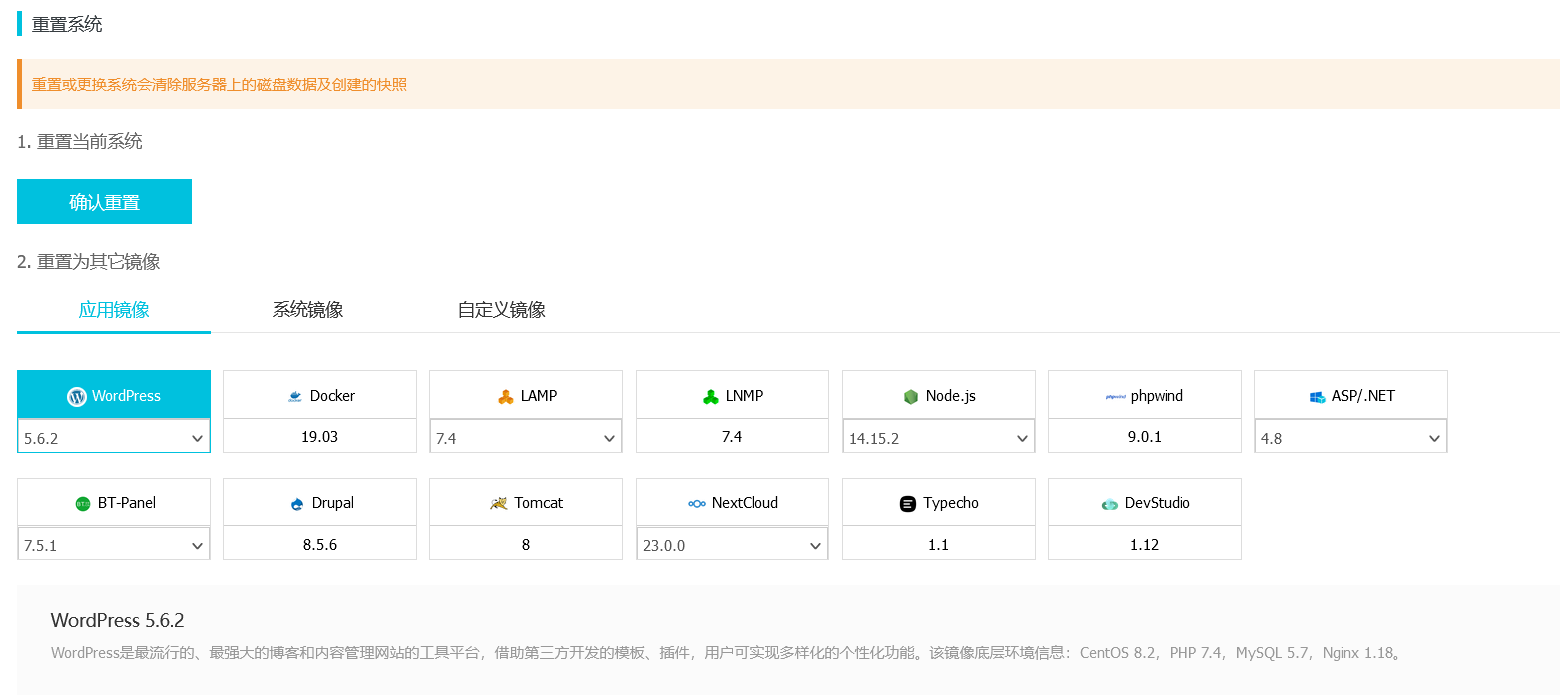 重置系统
重置或更换系统会清除服务器上的磁盘数据及创建的快照
1. 重置当前系统
确认重置
2. 重置为其它镜像
应用镜像 系统镜像 自定义镜像
WordPress Docker LAMP LNMP Node.js phpwind phpwind ASP/.NET
5.6.2 19.03 7.4 7.4 14.15.2 9.0.1 4.8
BT-Panel Drupal Tomcat NextCloud Typecho DevStudio
7.5.1 8.5.6 8 23.0.0 1.1 1.12
WordPress 5.6.2
WordPress是最流行的、最强大的博客和内容管理网站的工具平台，借助第三方开发的模板、插件，用户可实现多样化的个性化功能。该镜像底层环境信息：CentOS 8.2，PHP 7.4，MySQL 5.7，Nginx 1.18。